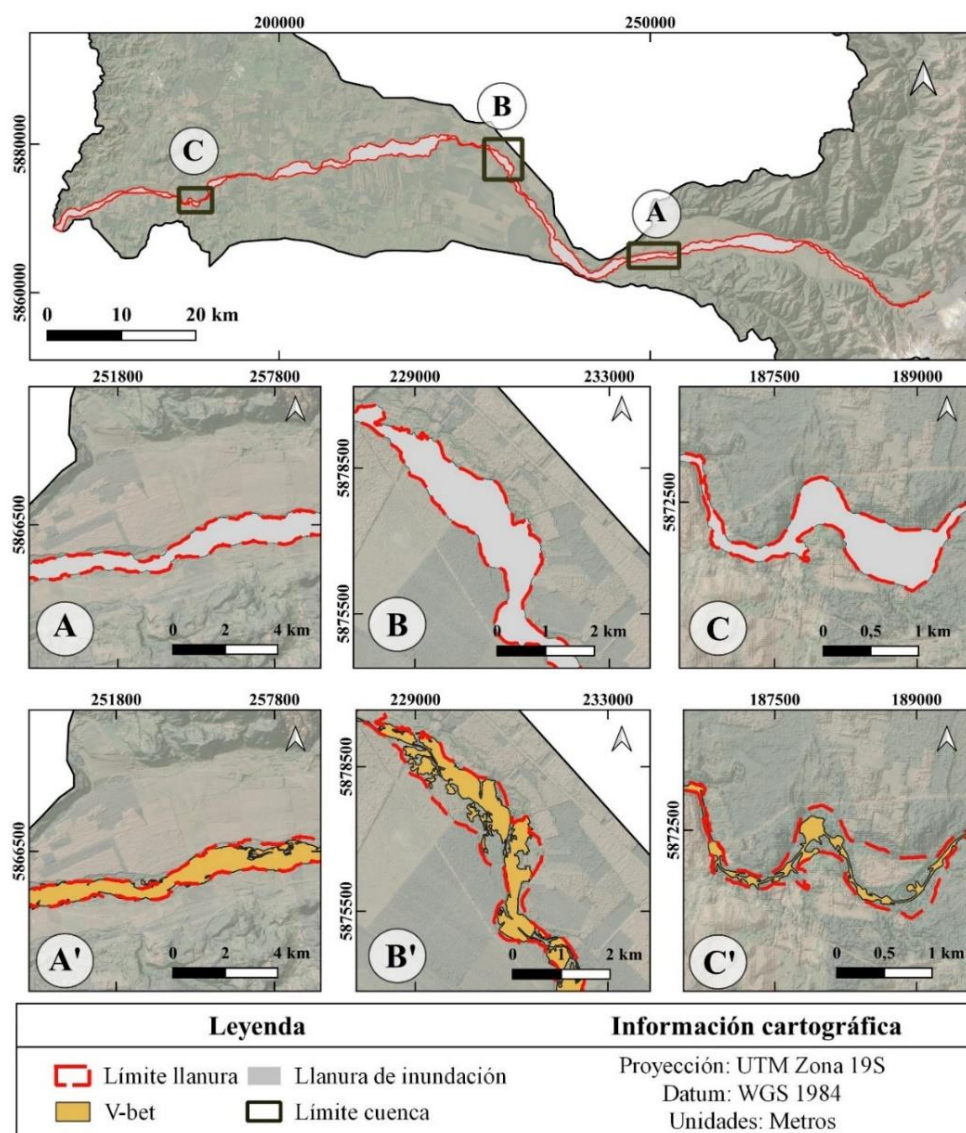 200000 250000
5880000
5860000
C
B
A
0 10 20 km
251800 257800
5866500
A
0 2 4 km
229000 233000
5878500
5875500
B
0 1 2 km
187500 189000
5872500
C
0 0,5 1 km
251800 257800
5866500
A'
0 2 4 km
229000 233000
5878500
5875500
B'
0 1 2 km
187500 189000
5872500
C'
0 0,5 1 km
Leyenda
Límite llanura Llanura de inundación
V-bet Límite cuenca
Información cartográfica
Proyección: UTM Zona 19S
Datum: WGS 1984
Unidades: Metros